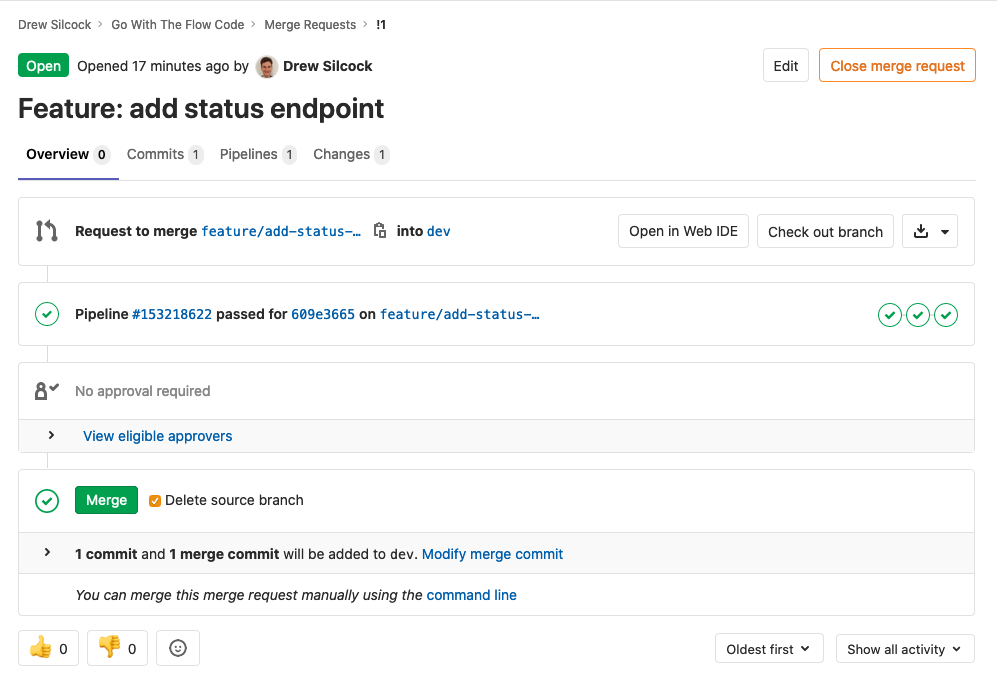 Drew Silcock > Go With The Flow Code > Merge Requests > !1
Open Opened 17 minutes ago by Drew Silcock Edit Close merge request
Feature: add status endpoint
Overview 0 Commits 1 Pipelines 1 Changes 1
Request to merge feature/add-status-… into dev Open in Web IDE Check out branch
Pipeline #153218622 passed for 609e3665 on feature/add-status-…
No approval required
View eligible approvers
Merge Delete source branch
1 commit and 1 merge commit will be added to dev. Modify merge commit
You can merge this merge request manually using the command line
0 0 Oldest first Show all activity